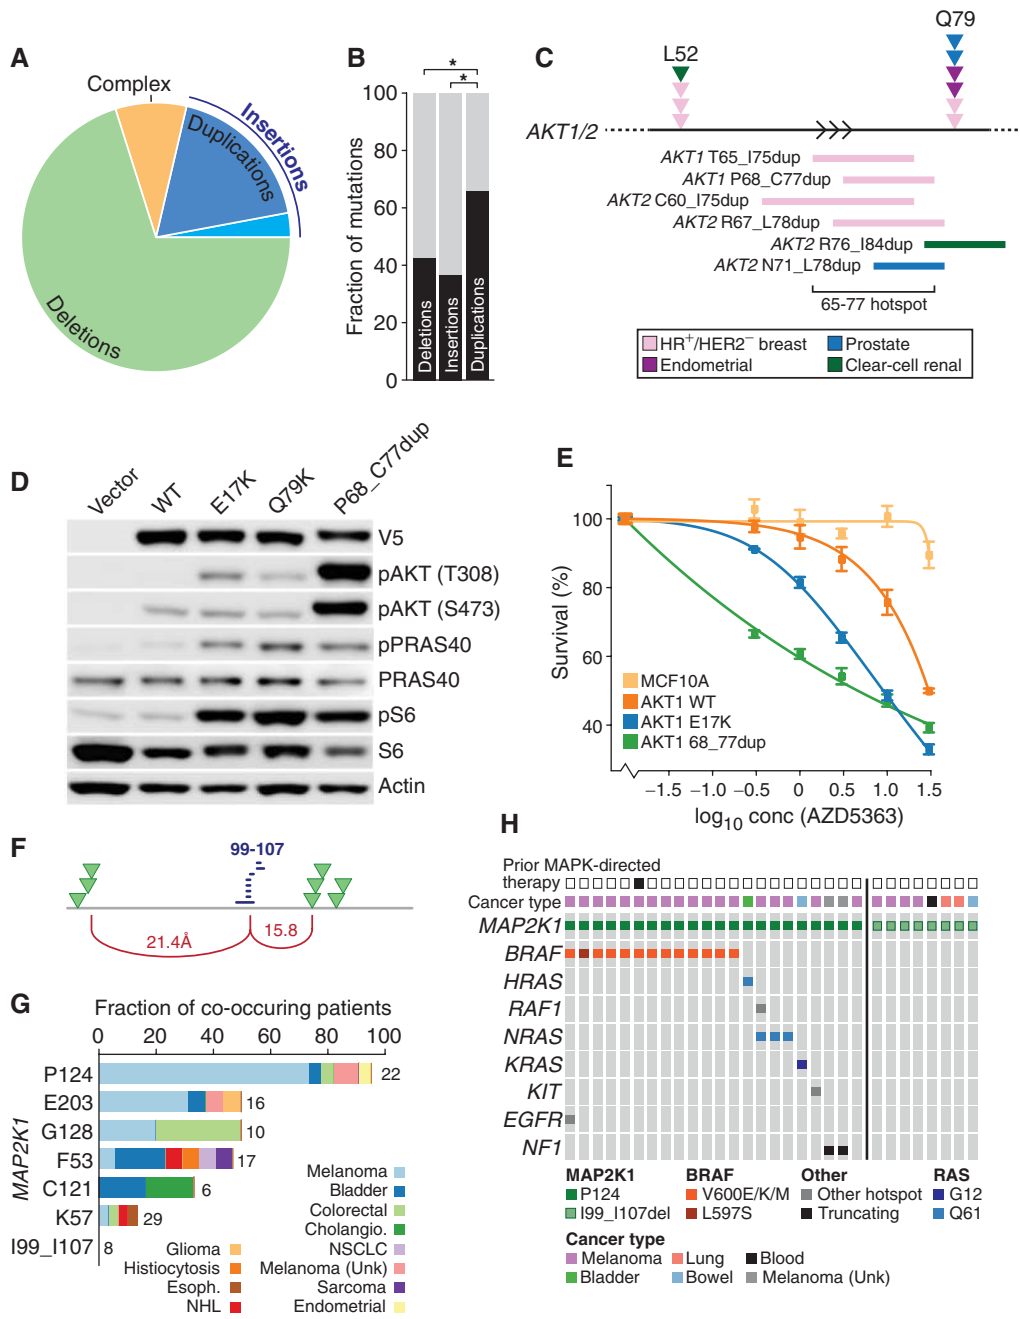 A
Complex
Insertions
Duplications
Deletions
B
*
*
100
80
60
40
20
0
Fraction of mutations
Deletions
Insertions
Duplications
C
Q79
L52
AKT1/2
AKT1 T65_I75dup
AKT1 P68_C77dup
AKT2 C60_I75dup
AKT2 R67_L78dup
AKT2 R76_I84dup
AKT2 N71_L78dup
65-77 hotspot
HR+/HER2− breast
Prostate
Endometrial
Clear-cell renal
D
Vector
WT
E17K
Q79K
P68_C77dup
V5
pAKT (T308)
pAKT (S473)
pPRAS40
PRAS40
pS6
S6
Actin
E
100
80
60
40
Survival (%)
MCF10A
AKT1 WT
AKT1 E17K
AKT1 68_77dup
−1.5 −1.0 −0.5 0 0.5 1.0 1.5
log10 conc (AZD5363)
F
99-107
21.4Å
15.8
G
Fraction of co-occuring patients
0 20 40 60 80 100
MAP2K1
P124 22
E203 16
G128 10
F53 17
C121 6
K57 29
I99_I107 8
Melanoma
Bladder
Colorectal
Cholangio.
NSCLC
Melanoma (Unk)
Sarcoma
Endometrial
Glioma
Histiocytosis
Esoph.
NHL
H
Prior MAPK-directed
therapy
Cancer type
MAP2K1
BRAF
HRAS
RAF1
NRAS
KRAS
KIT
EGFR
NF1
MAP2K1 BRAF Other RAS
P124 V600E/K/M Other hotspot G12
I99_I107del L597S Truncating Q61
Cancer type
Melanoma Lung Blood
Bladder Bowel Melanoma (Unk)